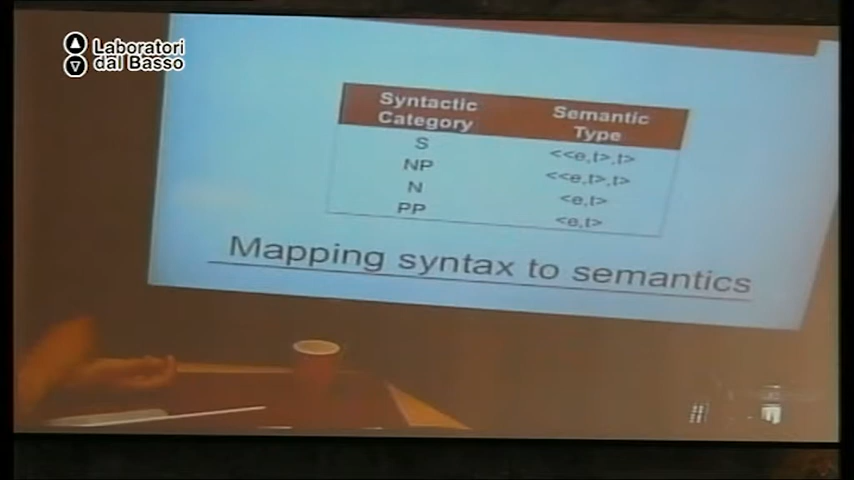 Laboratori
dal Basso
Syntactic Category
Semantic Type
S
<<e,t>,t>
NP
<<e,t>,t>
N
<e,t>
PP
<e,t>
Mapping syntax to semantics